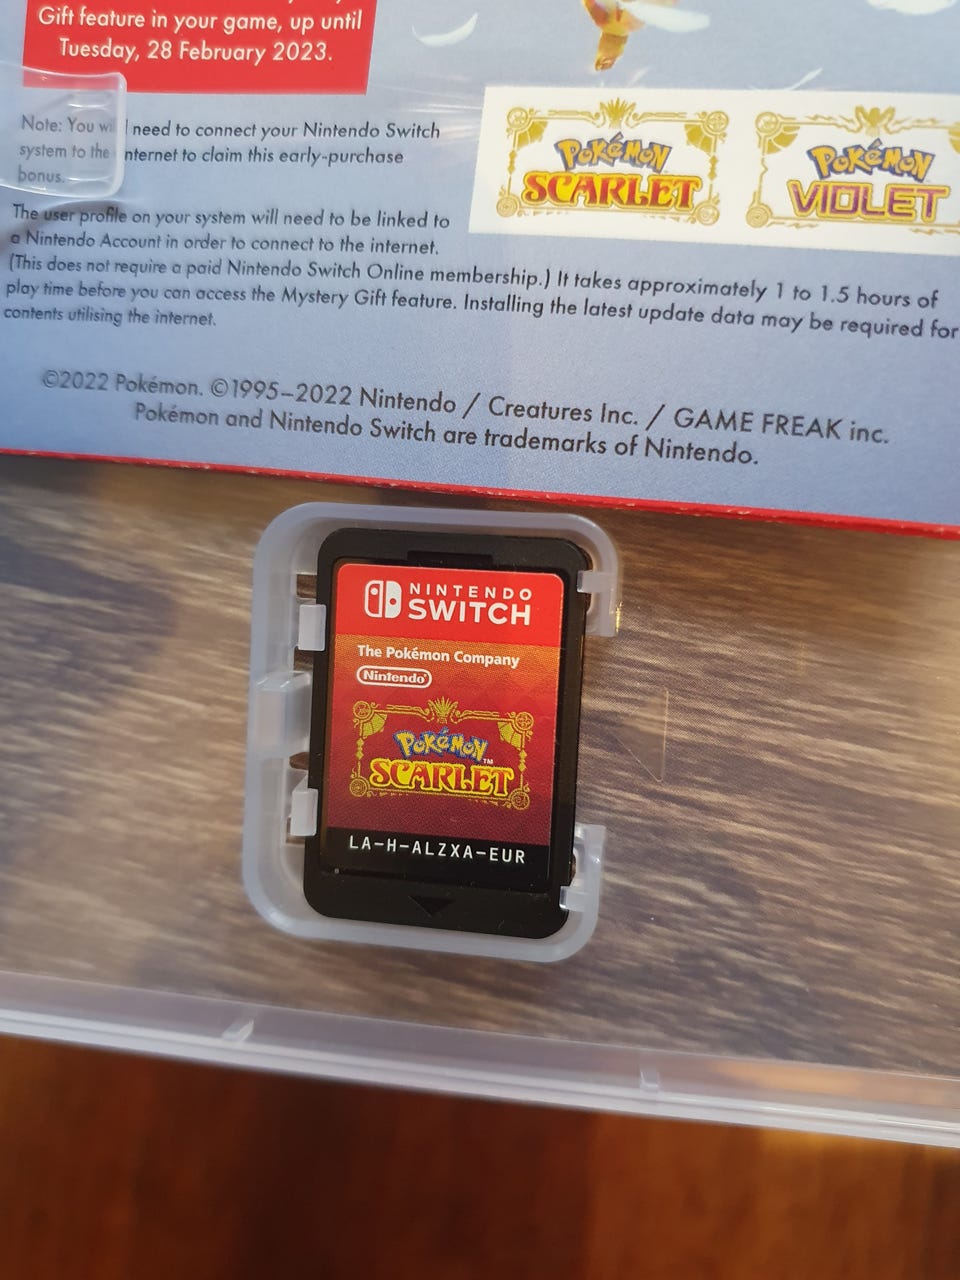 Gift feature in your game, up until
Tuesday, 28 February 2023.
Note: You will need to connect your Nintendo Switch
system to the internet to claim this early-purchase
bonus.
The user profile on your system will need to be linked to
a Nintendo Account in order to connect to the internet.
(This does not require a paid Nintendo Switch Online membership.) It takes approximately 1 to 1.5 hours of
play time before you can access the Mystery Gift feature. Installing the latest update data may be required for
contents utilising the internet.
POKéMON
SCARLET
POKéMON
VIOLET
©2022 Pokémon. ©1995–2022 Nintendo / Creatures Inc. / GAME FREAK inc.
Pokémon and Nintendo Switch are trademarks of Nintendo.
NINTENDO
SWITCH
The Pokémon Company
Nintendo
POKéMON™
SCARLET
LA-H-ALZXA-EUR